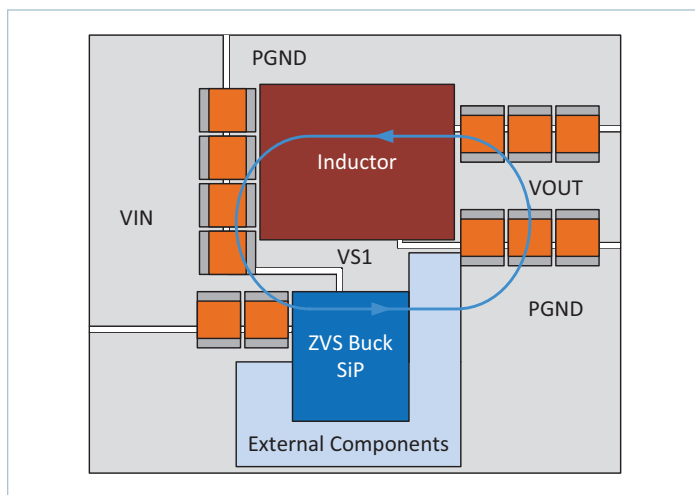 PGND
Inductor
VOUT
VIN
VS1
PGND
ZVS Buck
SiP
External Components